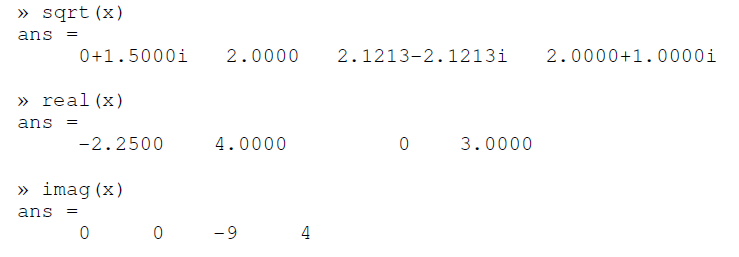 » sqrt(x)
ans =
0+1.5000i 2.0000 2.1213-2.1213i 2.0000+1.0000i
» real(x)
ans =
-2.2500 4.0000 0 3.0000
» imag(x)
ans =
0 0 -9 4